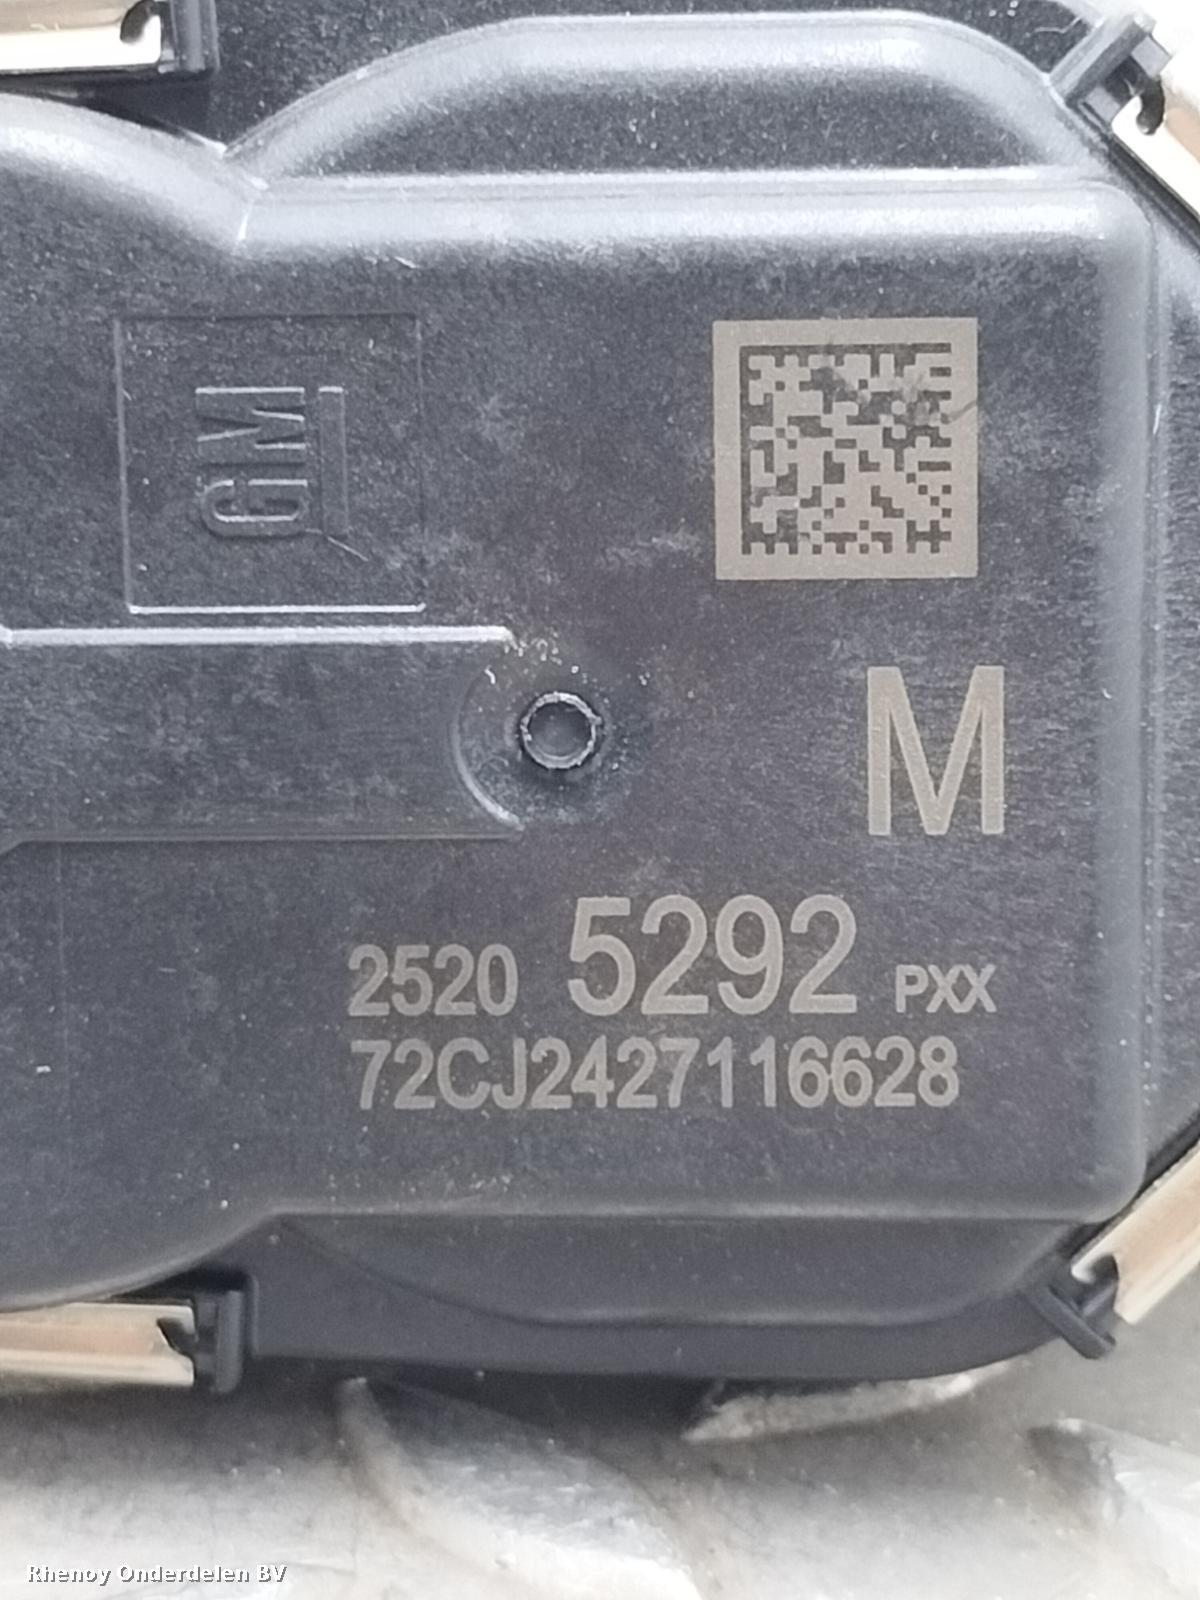 GM
M
2520 5292 PXX
72CJ2427116628
Rhenoy Onderdelen BV